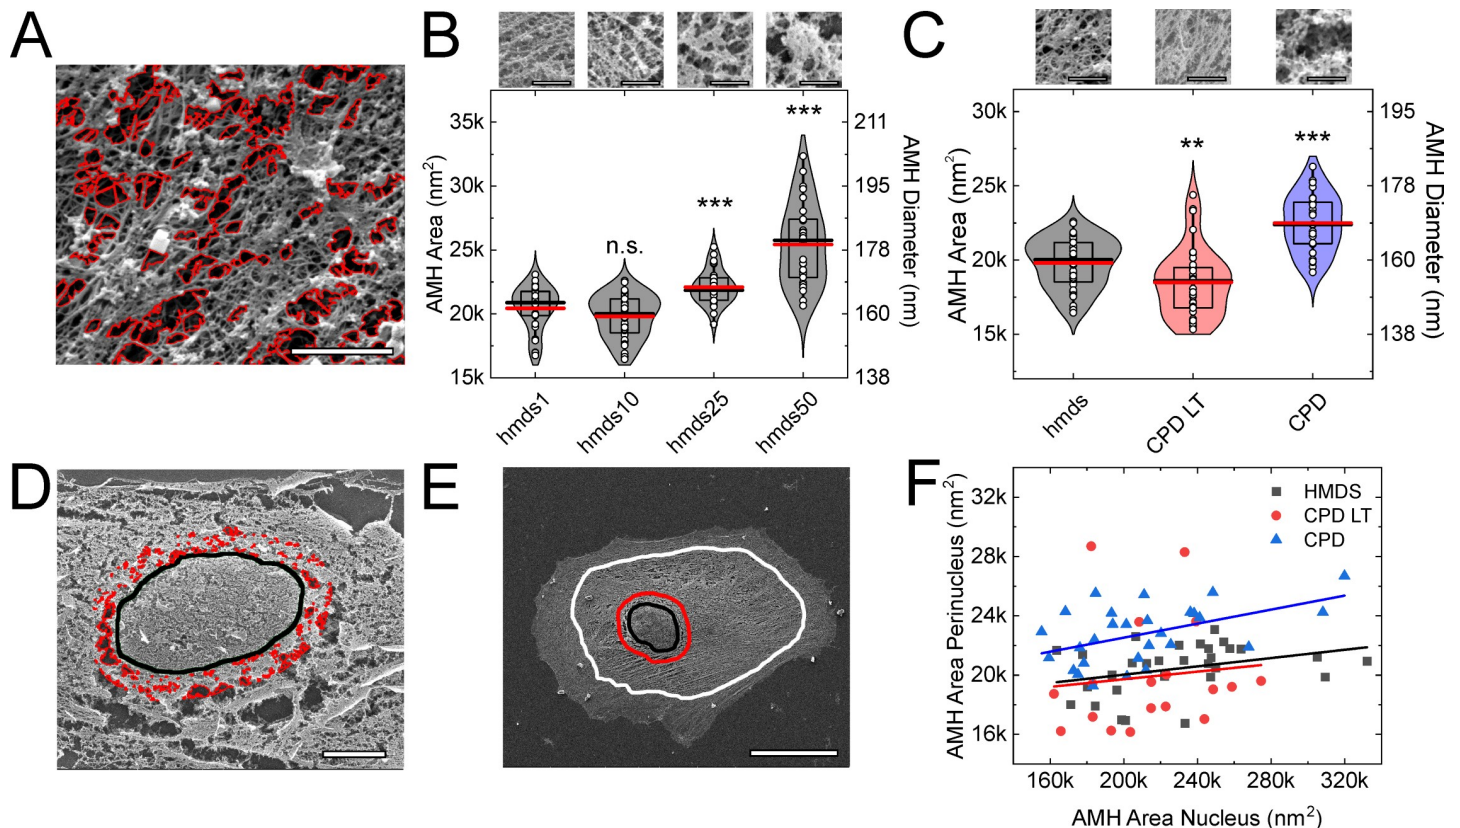 A
B
C
35k
30k
25k
20k
15k
AMH Area (nm²)
n.s.
***
***
211
195
178
160
138
AMH Diameter (nm)
hmds1
hmds10
hmds25
hmds50
30k
25k
20k
15k
AMH Area (nm²)
**
***
195
178
160
138
AMH Diameter (nm)
hmds
CPD LT
CPD
D
E
F
32k
28k
24k
20k
16k
AMH Area Perinucleus (nm²)
HMDS
CPD LT
CPD
160k
200k
240k
280k
320k
AMH Area Nucleus (nm²)